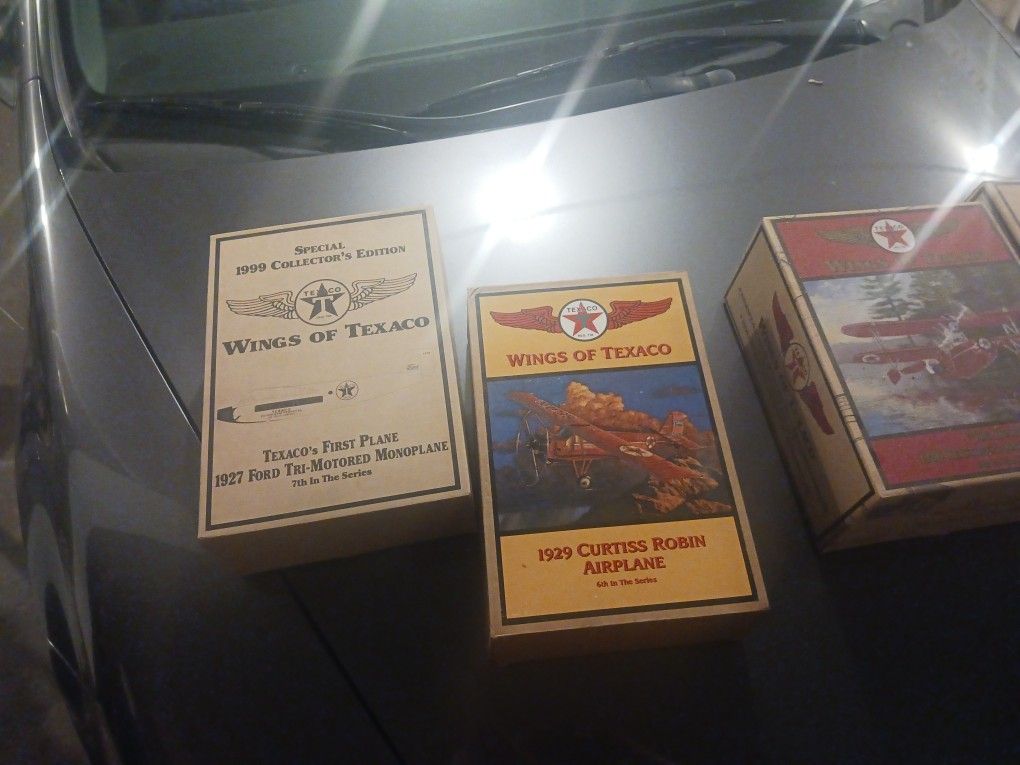 SPECIAL
1999 COLLECTOR'S EDITION
TEXACO
T
WINGS OF TEXACO
TEXACO'S FIRST PLANE
1927 FORD TRI-MOTORED MONOPLANE
7th In The Series
TEXACO
T
WINGS OF TEXACO
1929 CURTISS ROBIN
AIRPLANE
6th In The Series
TEXACO